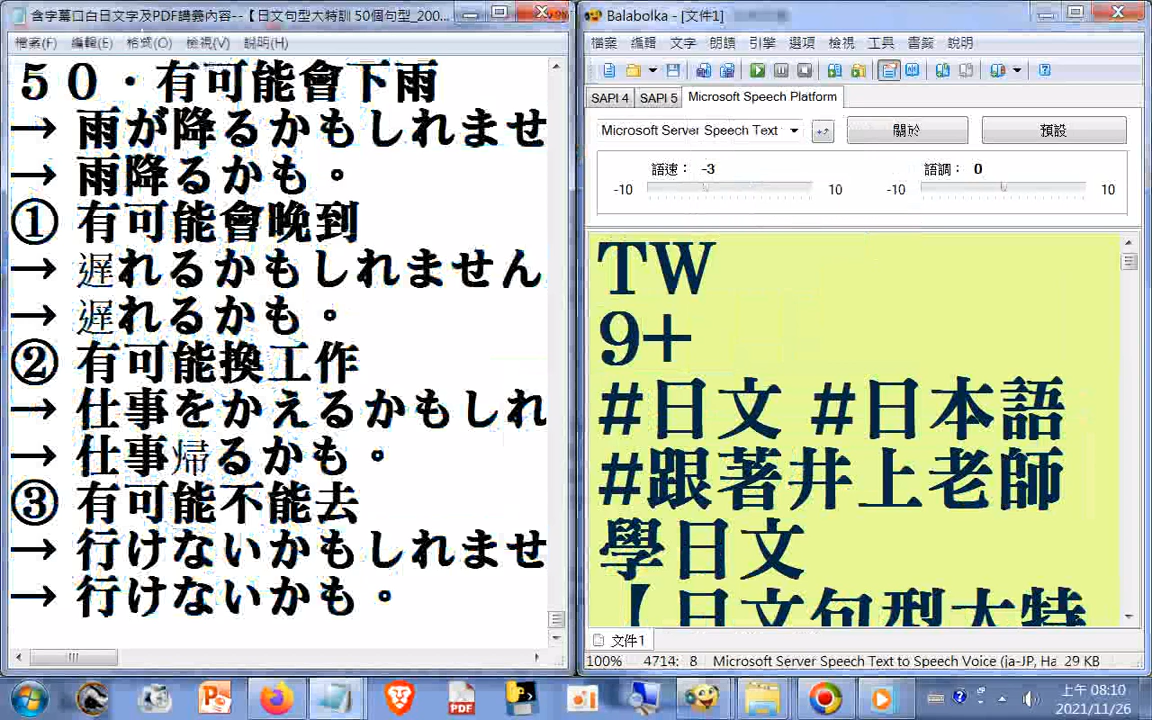 含字幕口白日文字及PDF講義內容--【日文句型大特訓 50個句型_200...
檔案(F) 編輯(E) 格式(O) 檢視(V) 說明(H)
５０．有可能會下雨
→ 雨が降るかもしれませ
→ 雨降るかも。
① 有可能會晚到
→ 遅れるかもしれません
→ 遅れるかも。
② 有可能換工作
→ 仕事をかえるかもしれ
→ 仕事帰るかも。
③ 有可能不能去
→ 行けないかもしれませ
→ 行けないかも。
Balabolka - [文件1]
檔案 編輯 文字 朗讀 引擎 選項 檢視 工具 書籤 說明
SAPI 4 SAPI 5 Microsoft Speech Platform
Microsoft Server Speech Text 關於 預設
語速： -3 語調： 0
-10 10 -10 10
TW
9+
#日文 #日本語
#跟著井上老師
學日文
【日文句型大特
文件1
100% 4714: 8 Microsoft Server Speech Text to Speech Voice (ja-JP, Ha 29 KB
上午 08:10
2021/11/26